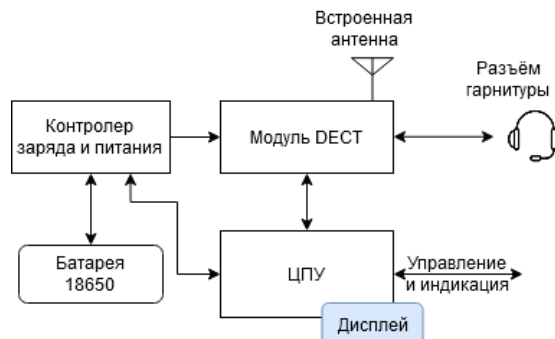 Встроенная
антенна
Разъём
гарнитуры
Контролер
заряда и питания
Модуль DECT
Батарея
18650
ЦПУ
Управление
и индикация
Дисплей